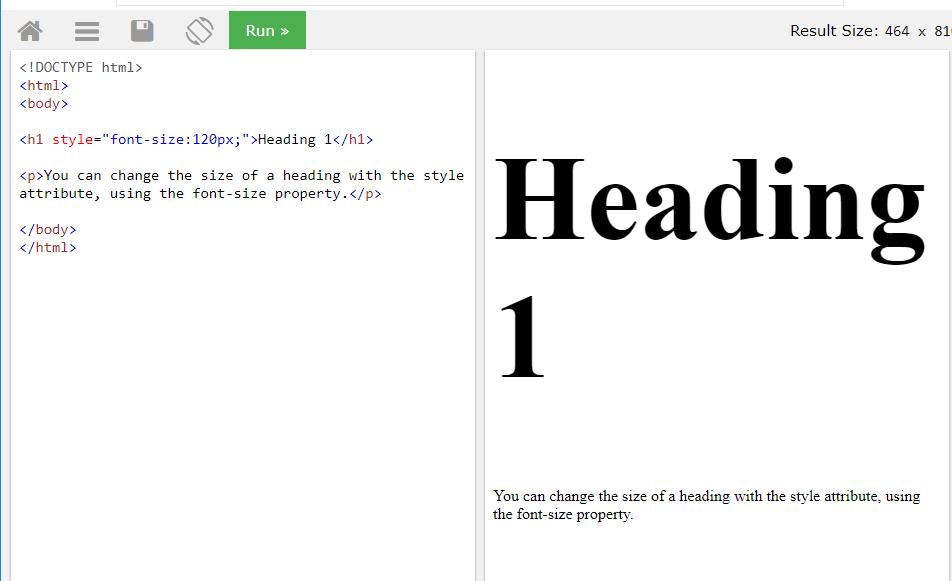 Run »
Result Size: 464 x 810
<!DOCTYPE html>
<html>
<body>
<h1 style="font-size:120px;">Heading 1</h1>
<p>You can change the size of a heading with the style
attribute, using the font-size property.</p>
</body>
</html>
Heading
1
You can change the size of a heading with the style attribute, using
the font-size property.